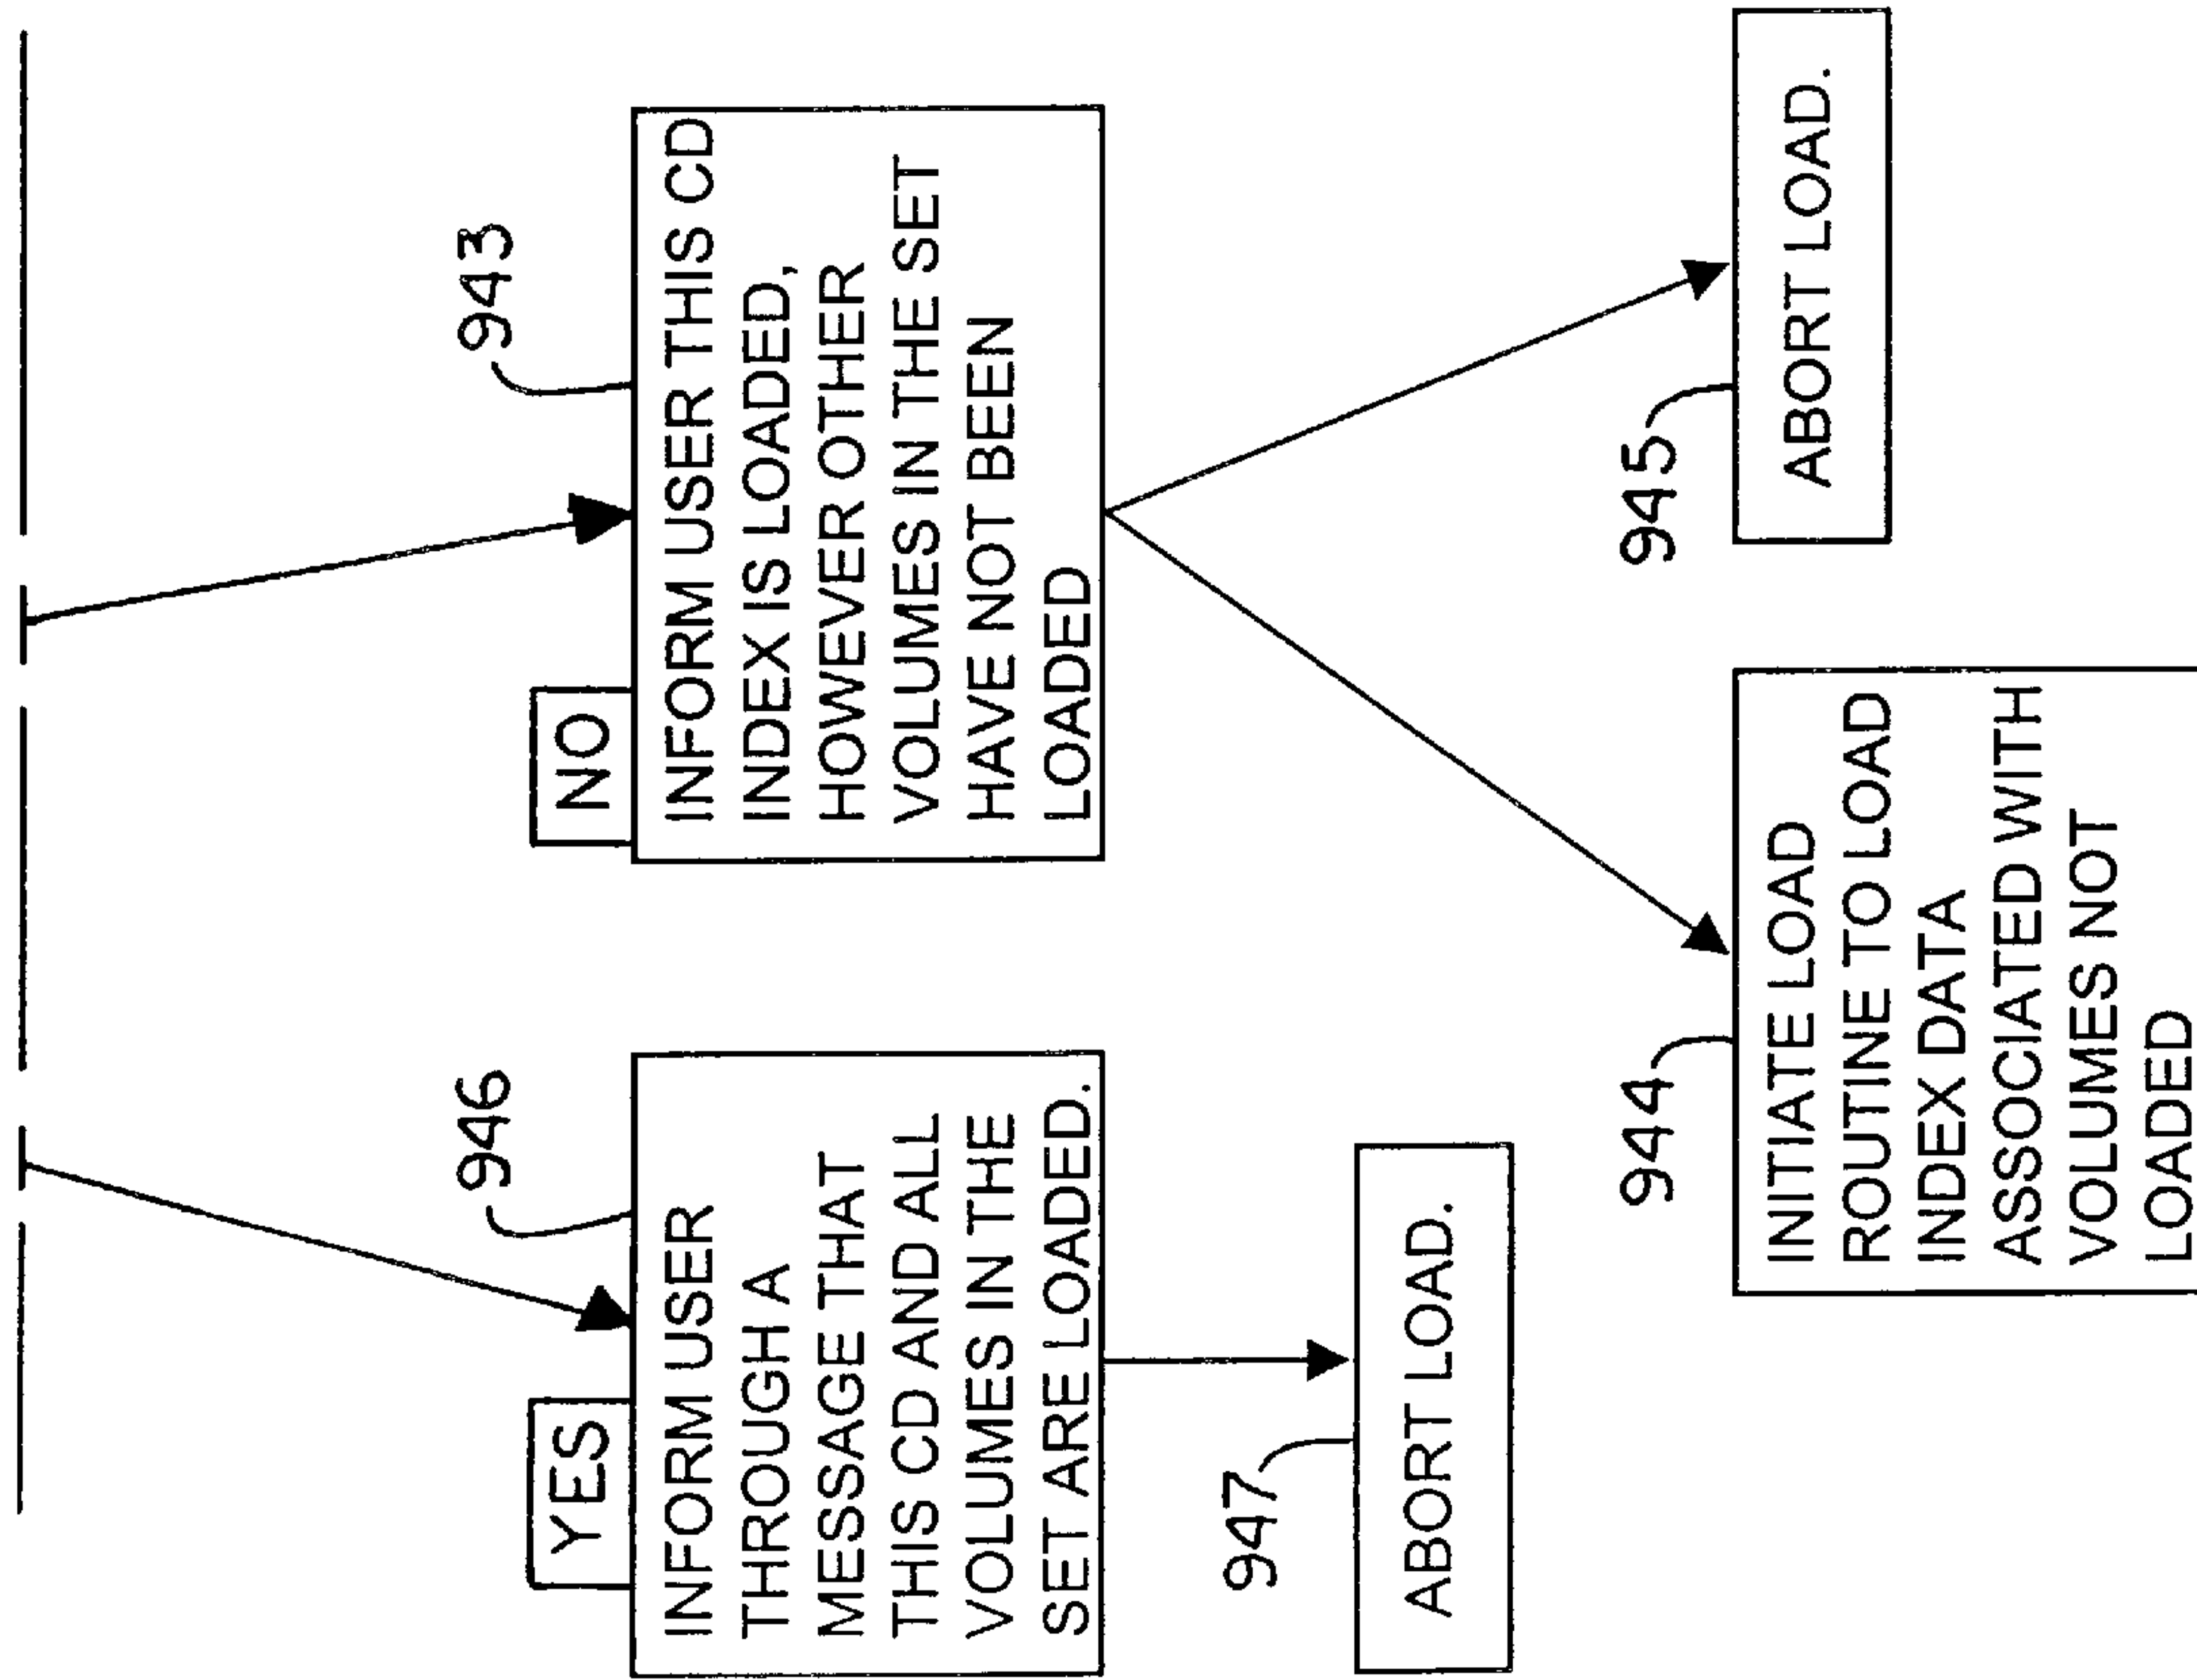 946
YES
INFORM USER
THROUGH A
MESSAGE THAT
THIS CD AND ALL
VOLUMES IN THE
SET ARE LOADED.
947
ABORT LOAD.
943
NO
INFORM USER THIS CD
INDEX IS LOADED,
HOWEVER OTHER
VOLUMES IN THE SET
HAVE NOT BEEN
LOADED
944
INITIATE LOAD
ROUTINE TO LOAD
INDEX DATA
ASSOCIATED WITH
VOLUMES NOT
LOADED
945
ABORT LOAD.